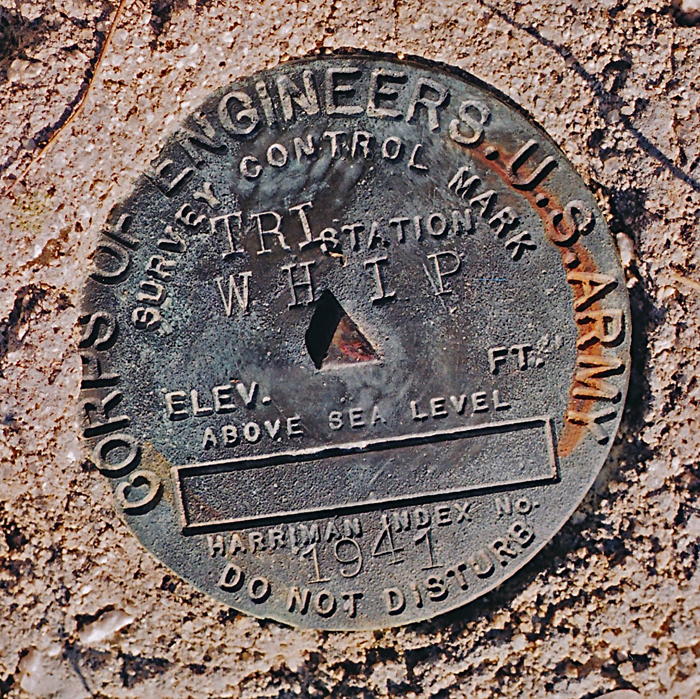 CORPS OF ENGINEERS. U. S. ARMY
SURVEY CONTROL MARK
TRI STATION
WHIP
ELEV. FT.
ABOVE SEA LEVEL
HARRIMAN INDEX No.
1941
DO NOT DISTURB